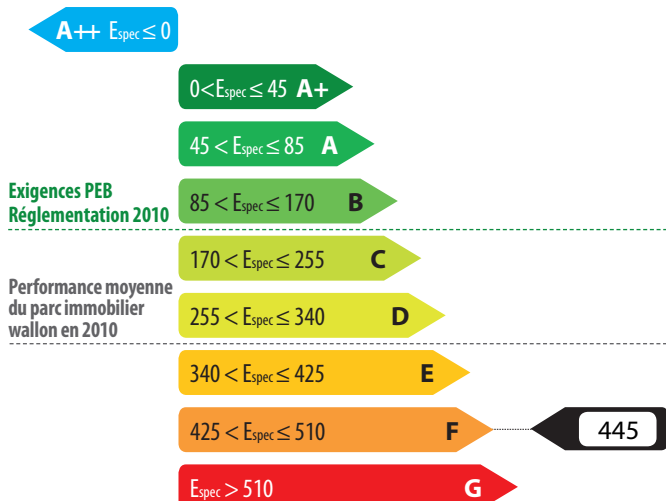 A++ Espec ≤ 0
0<Espec ≤ 45 A+
45 < Espec ≤ 85 A
Exigences PEB
Réglementation 2010
85 < Espec ≤ 170 B
170 < Espec ≤ 255 C
Performance moyenne
du parc immobilier
wallon en 2010
255 < Espec ≤ 340 D
340 < Espec ≤ 425 E
425 < Espec ≤ 510 F 445
Espec > 510 G